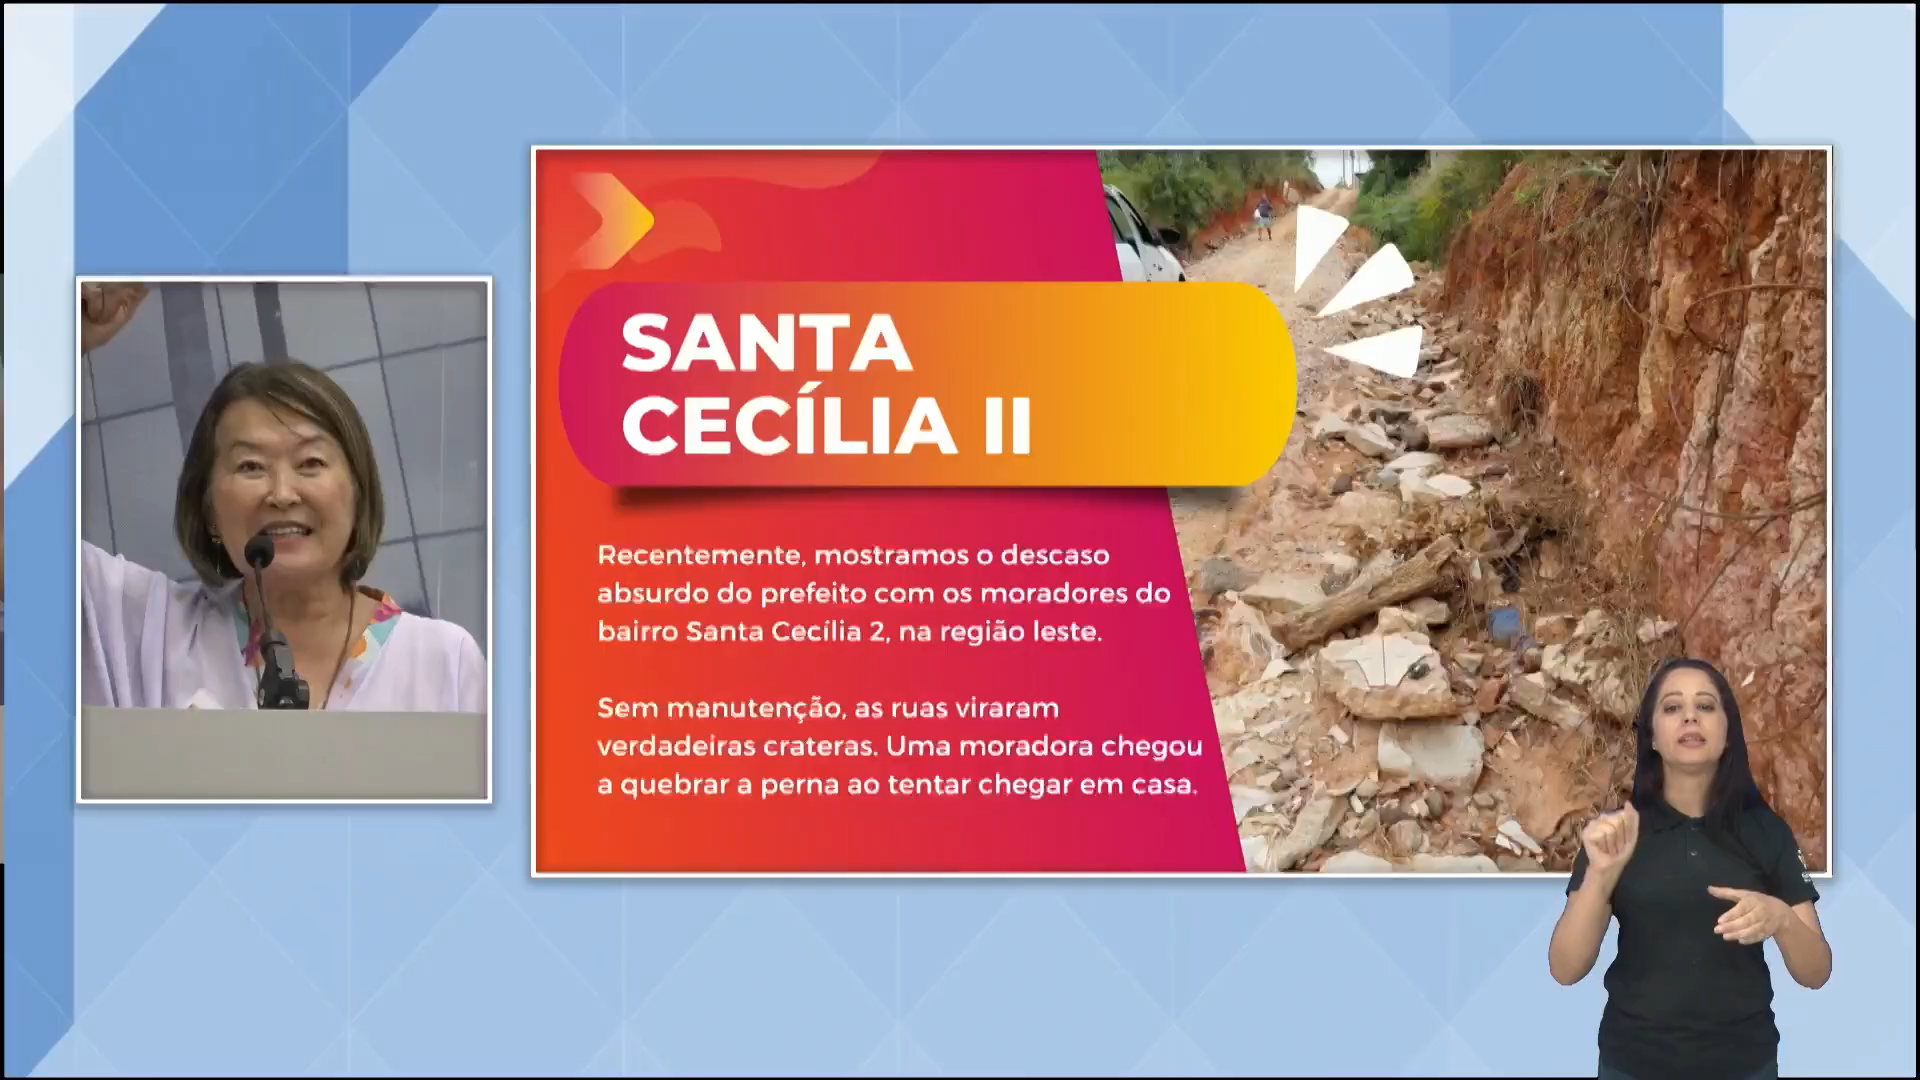 SANTA
CECÍLIA II
Recentemente, mostramos o descaso
absurdo do prefeito com os moradores do
bairro Santa Cecília 2, na região leste.
Sem manutenção, as ruas viraram
verdadeiras crateras. Uma moradora chegou
a quebrar a perna ao tentar chegar em casa.